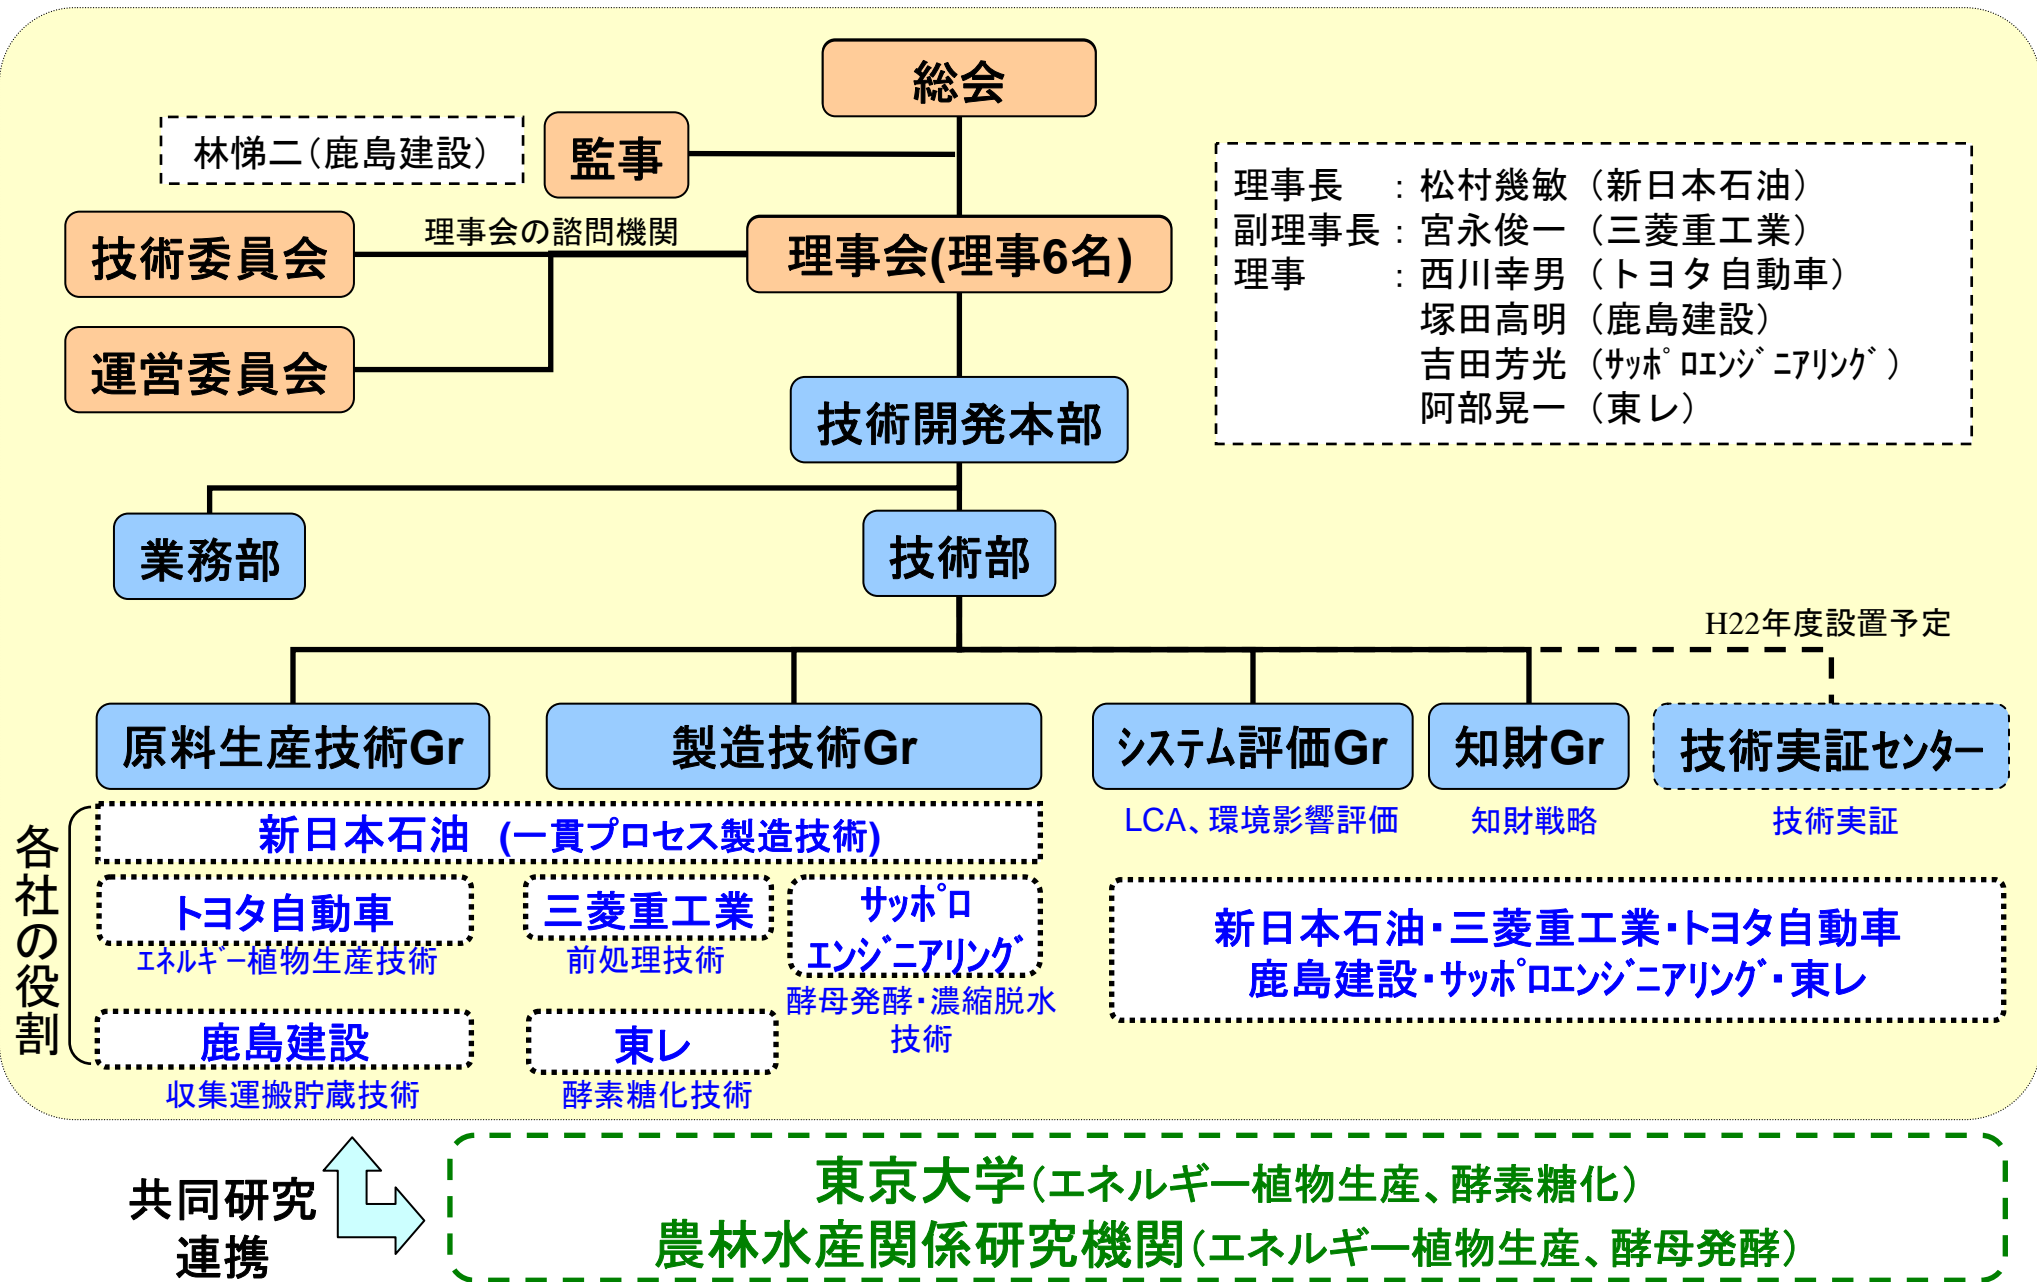 総会
林悌二（鹿島建設）
監事
理事長　：松村幾敏（新日本石油）
副理事長：宮永俊一（三菱重工業）
理事　　：西川幸男（トヨタ自動車）
塚田高明（鹿島建設）
吉田芳光（ｻｯﾎﾟﾛｴﾝｼﾞﾆｱﾘﾝｸﾞ）
阿部晃一（東レ）
技術委員会
理事会の諮問機関
理事会(理事6名)
運営委員会
技術開発本部
業務部
技術部
H22年度設置予定
原料生産技術Gr
製造技術Gr
ｼｽﾃﾑ評価Gr
知財Gr
技術実証ｾﾝﾀｰ
各社の役割
新日本石油 (一貫プロセス製造技術)
LCA、環境影響評価
知財戦略
技術実証
トヨタ自動車
ｴﾈﾙｷﾞｰ植物生産技術
三菱重工業
前処理技術
ｻｯﾎﾟﾛ
ｴﾝｼﾞﾆｱﾘﾝｸﾞ
酵母発酵・濃縮脱水
技術
新日本石油・三菱重工業・トヨタ自動車
鹿島建設・ｻｯﾎﾟﾛｴﾝｼﾞﾆｱﾘﾝｸﾞ・東レ
鹿島建設
収集運搬貯蔵技術
東レ
酵素糖化技術
共同研究
連携
東京大学（エネルギー植物生産、酵素糖化）
農林水産関係研究機関（エネルギー植物生産、酵母発酵）